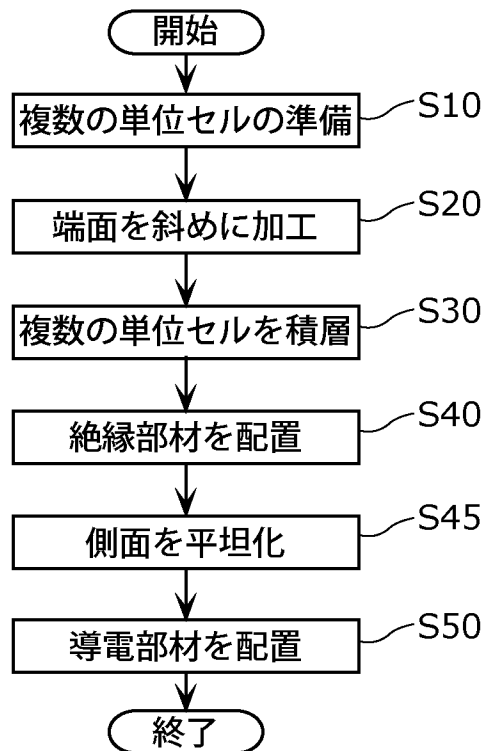 開始
複数の単位セルの準備
S10
端面を斜めに加工
S20
複数の単位セルを積層
S30
絶縁部材を配置
S40
側面を平坦化
S45
導電部材を配置
S50
終了